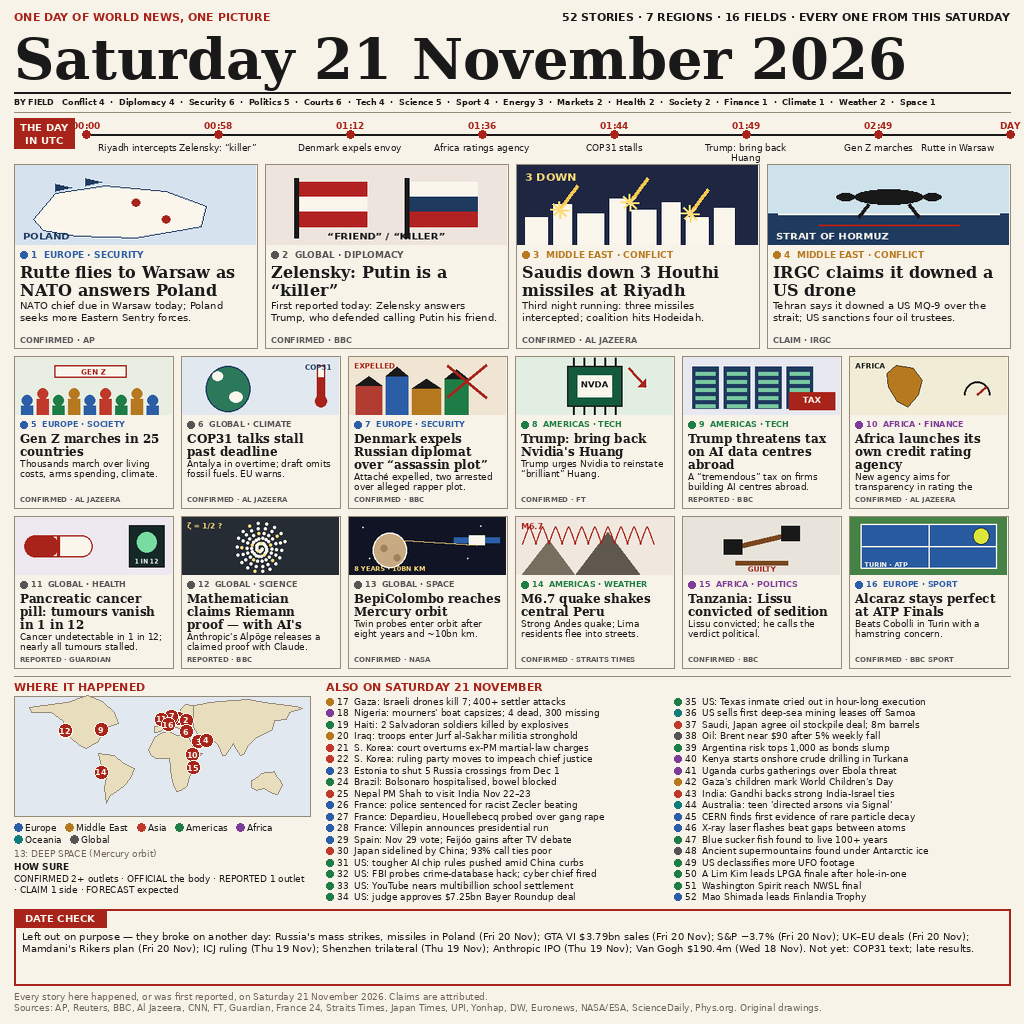 ONE DAY OF WORLD NEWS, ONE PICTURE
52 STORIES · 7 REGIONS · 16 FIELDS · EVERY ONE FROM THIS SATURDAY
Saturday 21 November 2026
BY FIELD Conflict 4 · Diplomacy 4 · Security 6 · Politics 5 · Courts 6 · Tech 4 · Science 5 · Sport 4 · Energy 3 · Markets 2 · Health 2 · Society 2 · Finance 1 · Climate 1 · Weather 2 · Space 1
THE DAY
IN UTC
00:00 00:58 01:12 01:36 01:44 01:49 02:49 DAY
Riyadh intercepts Zelensky: “killer” Denmark expels envoy Africa ratings agency COP31 stalls Trump: bring back
Huang
Gen Z marches Rutte in Warsaw
POLAND
1 EUROPE · SECURITY
Rutte flies to Warsaw as
NATO answers Poland
NATO chief due in Warsaw today; Poland
seeks more Eastern Sentry forces.
CONFIRMED · AP
“FRIEND” / “KILLER”
2 GLOBAL · DIPLOMACY
Zelensky: Putin is a
“killer”
First reported today: Zelensky answers
Trump, who defended calling Putin his friend.
CONFIRMED · BBC
3 DOWN
3 MIDDLE EAST · CONFLICT
Saudis down 3 Houthi
missiles at Riyadh
Third night running: three missiles
intercepted; coalition hits Hodeidah.
CONFIRMED · AL JAZEERA
STRAIT OF HORMUZ
4 MIDDLE EAST · CONFLICT
IRGC claims it downed a
US drone
Tehran says it downed a US MQ-9 over the
strait; US sanctions four oil trustees.
CLAIM · IRGC
GEN Z
5 EUROPE · SOCIETY
Gen Z marches in 25
countries
Thousands march over living
costs, arms spending, climate.
CONFIRMED · AL JAZEERA
COP31
6 GLOBAL · CLIMATE
COP31 talks stall
past deadline
Antalya in overtime; draft omits
fossil fuels. EU warns.
CONFIRMED · AL JAZEERA
EXPELLED
7 EUROPE · SECURITY
Denmark expels
Russian diplomat
over “assassin plot”
Attaché expelled, two arrested
over alleged rapper plot.
CONFIRMED · BBC
NVDA
8 AMERICAS · TECH
Trump: bring back
Nvidia's Huang
Trump urges Nvidia to reinstate
“brilliant” Huang.
CONFIRMED · FT
TAX
9 AMERICAS · TECH
Trump threatens tax
on AI data centres
abroad
A “tremendous” tax on firms
building AI centres abroad.
REPORTED · BBC
AFRICA
10 AFRICA · FINANCE
Africa launches its
own credit rating
agency
New agency aims for
transparency in rating the
CONFIRMED · AL JAZEERA
1 IN 12
11 GLOBAL · HEALTH
Pancreatic cancer
pill: tumours vanish
in 1 in 12
Cancer undetectable in 1 in 12;
nearly all tumours stalled.
REPORTED · GUARDIAN
ζ = 1/2 ?
12 GLOBAL · SCIENCE
Mathematician
claims Riemann
proof — with AI's
Anthropic's Alpöge releases a
claimed proof with Claude.
REPORTED · BBC
8 YEARS · 10BN KM
13 GLOBAL · SPACE
BepiColombo reaches
Mercury orbit
Twin probes enter orbit after
eight years and ~10bn km.
CONFIRMED · NASA
M6.7
14 AMERICAS · WEATHER
M6.7 quake shakes
central Peru
Strong Andes quake; Lima
residents flee into streets.
CONFIRMED · STRAITS TIMES
GUILTY
15 AFRICA · POLITICS
Tanzania: Lissu
convicted of sedition
Lissu convicted; he calls the
verdict political.
CONFIRMED · BBC
TURIN · ATP
16 EUROPE · SPORT
Alcaraz stays perfect
at ATP Finals
Beats Cobolli in Turin with a
hamstring concern.
CONFIRMED · BBC SPORT
WHERE IT HAPPENED
12 9 14 16 2 6 4 10 15
Europe Middle East Asia Americas Africa
Oceania Global
13: DEEP SPACE (Mercury orbit)
HOW SURE
CONFIRMED 2+ outlets · OFFICIAL the body · REPORTED 1 outlet
· CLAIM 1 side · FORECAST expected
ALSO ON SATURDAY 21 NOVEMBER
17 Gaza: Israeli drones kill 7; 400+ settler attacks
18 Nigeria: mourners' boat capsizes; 4 dead, 300 missing
19 Haiti: 2 Salvadoran soldiers killed by explosives
20 Iraq: troops enter Jurf al-Sakhar militia stronghold
21 S. Korea: court overturns ex-PM martial-law charges
22 S. Korea: ruling party moves to impeach chief justice
23 Estonia to shut 5 Russia crossings from Dec 1
24 Brazil: Bolsonaro hospitalised, bowel blocked
25 Nepal PM Shah to visit India Nov 22–23
26 France: police sentenced for racist Zecler beating
27 France: Depardieu, Houellebecq probed over gang rape
28 France: Villepin announces presidential run
29 Spain: Nov 29 vote; Feijóo gains after TV debate
30 Japan sidelined by China; 93% call ties poor
31 US: tougher AI chip rules pushed amid China curbs
32 US: FBI probes crime-database hack; cyber chief fired
33 US: YouTube nears multibillion school settlement
34 US: judge approves $7.25bn Bayer Roundup deal
35 US: Texas inmate cried out in hour-long execution
36 US sells first deep-sea mining leases off Samoa
37 Saudi, Japan agree oil stockpile deal; 8m barrels
38 Oil: Brent near $90 after 5% weekly fall
39 Argentina risk tops 1,000 as bonds slump
40 Kenya starts onshore crude drilling in Turkana
41 Uganda curbs gatherings over Ebola threat
42 Gaza's children mark World Children's Day
43 India: Gandhi backs strong India-Israel ties
44 Australia: teen 'directed arsons via Signal'
45 CERN finds first evidence of rare particle decay
46 X-ray laser flashes beat gaps between atoms
47 Blue sucker fish found to live 100+ years
48 Ancient supermountains found under Antarctic ice
49 US declassifies more UFO footage
50 A Lim Kim leads LPGA finale after hole-in-one
51 Washington Spirit reach NWSL final
52 Mao Shimada leads Finlandia Trophy
DATE CHECK
Left out on purpose — they broke on another day: Russia's mass strikes, missiles in Poland (Fri 20 Nov); GTA VI $3.79bn sales (Fri 20 Nov); S&P −3.7% (Fri 20 Nov); UK–EU deals (Fri 20 Nov);
Mamdani's Rikers plan (Fri 20 Nov); ICJ ruling (Thu 19 Nov); Shenzhen trilateral (Thu 19 Nov); Anthropic IPO (Thu 19 Nov); Van Gogh $190.4m (Wed 18 Nov). Not yet: COP31 text; late results.
Every story here happened, or was first reported, on Saturday 21 November 2026. Claims are attributed.
Sources: AP, Reuters, BBC, Al Jazeera, CNN, FT, Guardian, France 24, Straits Times, Japan Times, UPI, Yonhap, DW, Euronews, NASA/ESA, ScienceDaily, Phys.org. Original drawings.